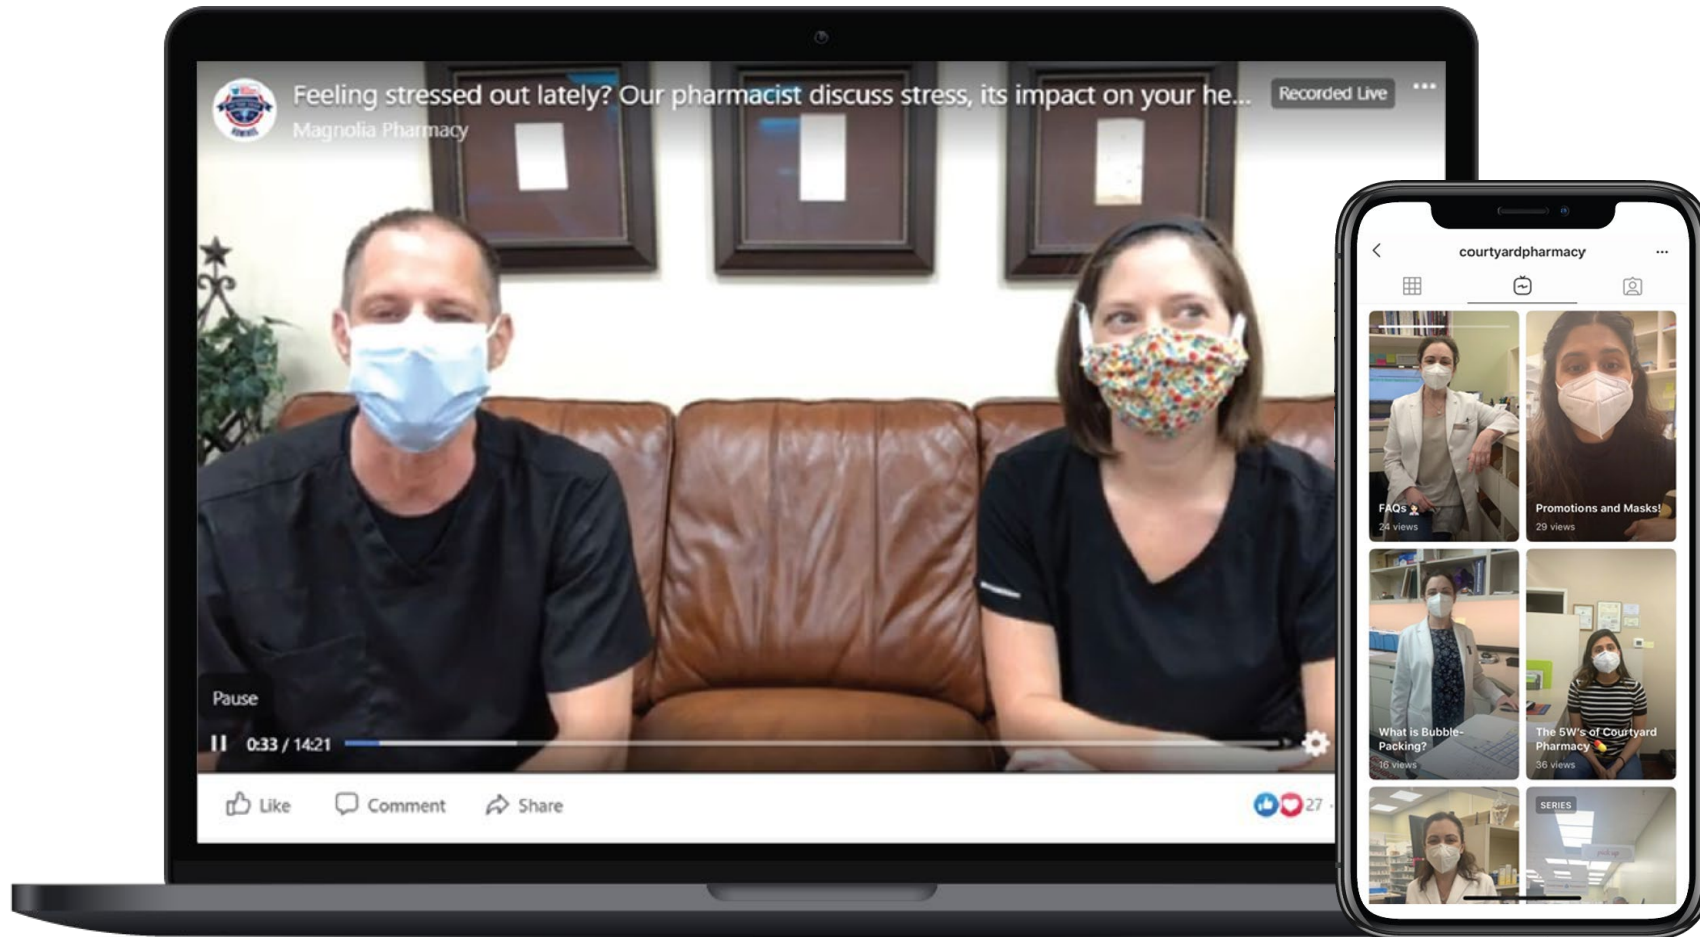 Feeling stressed out lately? Our pharmacist discuss stress, its impact on your he...
Recorded Live
Magnolia Pharmacy
Pause
0:33 / 14:21
Like
Comment
Share
27
courtyardpharmacy
FAQs
24 views
Promotions and Masks!
29 views
What is Bubble-
Packing?
16 views
The 5W's of Courtyard
Pharmacy
36 views
SERIES